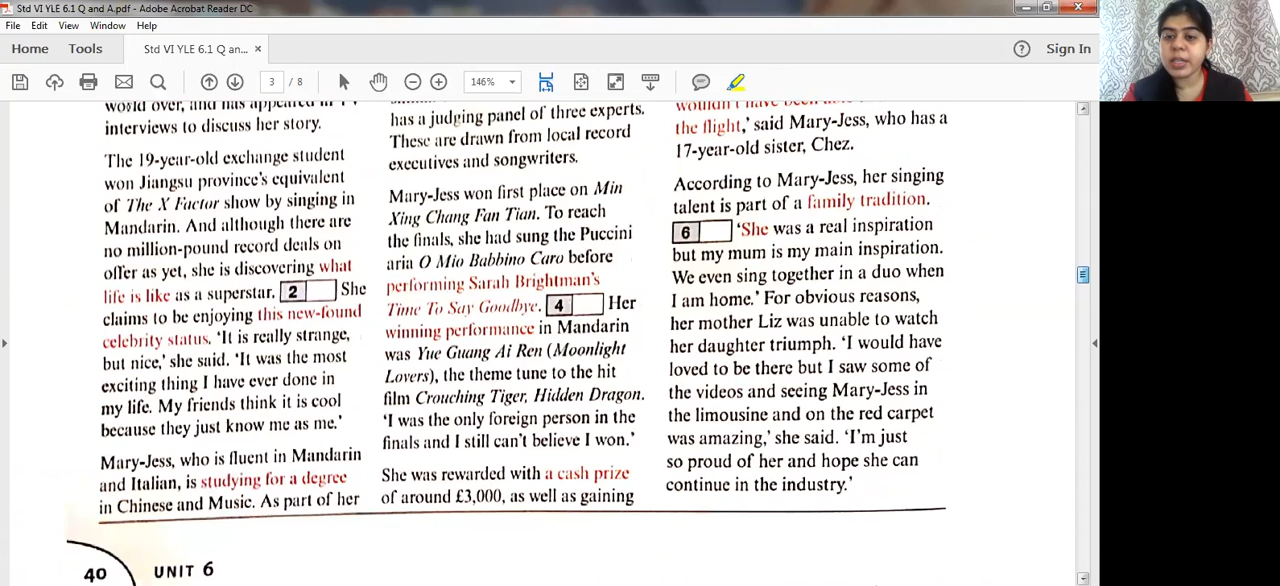 Std VI YLE 6.1 Q and A.pdf - Adobe Acrobat Reader DC
File Edit View Window Help
Home Tools Std VI YLE 6.1 Q an... × Sign In
3 / 8 146%
world over, and has appeared in TV
interviews to discuss her story.
The 19-year-old exchange student
won Jiangsu province's equivalent
of The X Factor show by singing in
Mandarin. And although there are
no million-pound record deals on
offer as yet, she is discovering what
life is like as a superstar. 2 She
claims to be enjoying this new-found
celebrity status. 'It is really strange,
but nice,' she said. 'It was the most
exciting thing I have ever done in
my life. My friends think it is cool
because they just know me as me.'
Mary-Jess, who is fluent in Mandarin
and Italian, is studying for a degree
in Chinese and Music. As part of her
has a judging panel of three experts.
These are drawn from local record
executives and songwriters.
Mary-Jess won first place on Min
Xing Chang Fan Tian. To reach
the finals, she had sung the Puccini
aria O Mio Babbino Caro before
performing Sarah Brightman's
Time To Say Goodbye. 4 Her
winning performance in Mandarin
was Yue Guang Ai Ren (Moonlight
Lovers), the theme tune to the hit
film Crouching Tiger, Hidden Dragon.
'I was the only foreign person in the
finals and I still can't believe I won.'
She was rewarded with a cash prize
of around £3,000, as well as gaining
wouldn't have been
the flight,' said Mary-Jess, who has a
17-year-old sister, Chez.
According to Mary-Jess, her singing
talent is part of a family tradition.
6 'She was a real inspiration
but my mum is my main inspiration.
We even sing together in a duo when
I am home.' For obvious reasons,
her mother Liz was unable to watch
her daughter triumph. 'I would have
loved to be there but I saw some of
the videos and seeing Mary-Jess in
the limousine and on the red carpet
was amazing,' she said. 'I'm just
so proud of her and hope she can
continue in the industry.'
40 UNIT 6